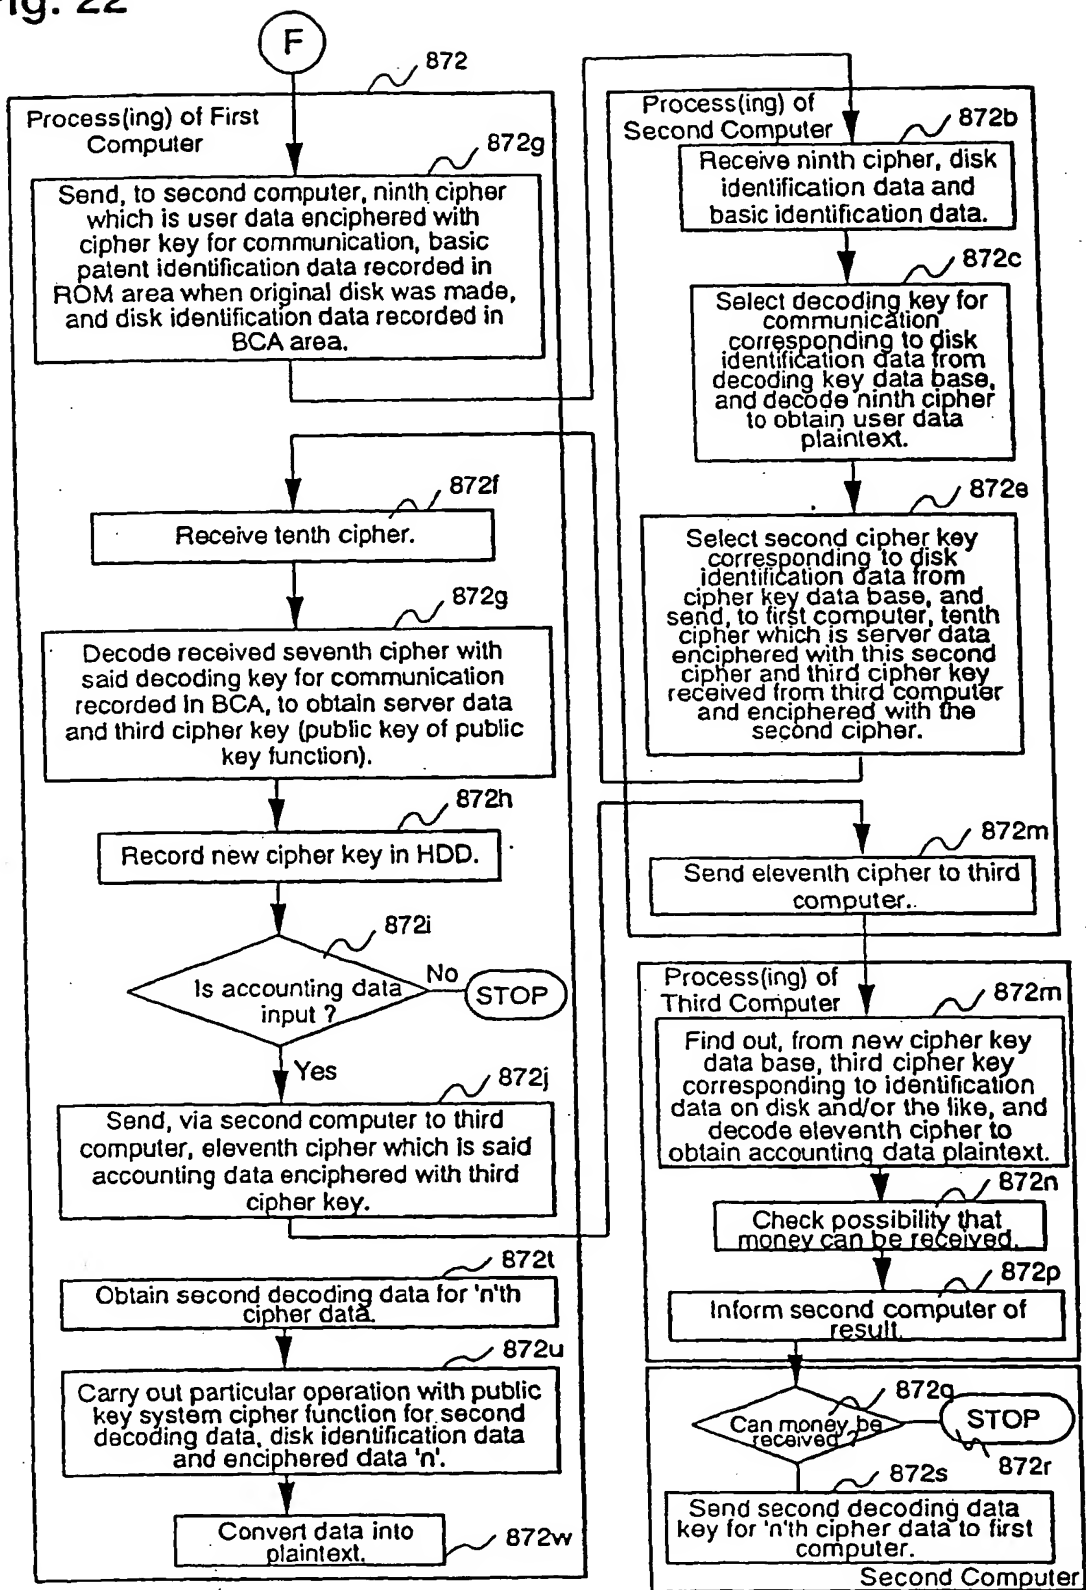 Fig. 22
F
872
Process(ing) of First
Computer
872g
Send, to second computer, ninth cipher
which is user data enciphered with
cipher key for communication, basic
patent identification data recorded in
ROM area when original disk was made,
and disk identification data recorded in
BCA area.
872f
Receive tenth cipher.
872g
Decode received seventh cipher with
said decoding key for communication
recorded in BCA, to obtain server data
and third cipher key (public key of public
key function).
872h
Record new cipher key in HDD.
872i
Is accounting data
input ?
No
STOP
Yes
872j
Send, via second computer to third
computer, eleventh cipher which is said
accounting data enciphered with third
cipher key.
872t
Obtain second decoding data for 'n'th
cipher data.
872u
Carry out particular operation with public
key system cipher function for second
decoding data, disk identification data
and enciphered data 'n'.
Convert data into
plaintext.
872w
Process(ing) of
Second Computer
872b
Receive ninth cipher, disk
identification data and
basic identification data.
872c
Select decoding key for
communication
corresponding to disk
identification data from
decoding key data base,
and decode ninth cipher
to obtain user data
plaintext.
872e
Select second cipher key
corresponding to disk
identification data from
cipher key data base, and
send, to first computer, tenth
cipher which is server data
enciphered with this second
cipher and third cipher key
received from third computer
and enciphered with the
second cipher.
872m
Send eleventh cipher to third
computer.
Process(ing) of
Third Computer
872m
Find out, from new cipher key
data base, third cipher key
corresponding to identification
data on disk and/or the like, and
decode eleventh cipher to
obtain accounting data plaintext.
872n
Check possibility that
money can be received.
872p
Inform second computer of
result.
872q
Can money be
received ?
STOP
872r
872s
Send second decoding data
key for 'n'th cipher data to first
computer.
Second Computer